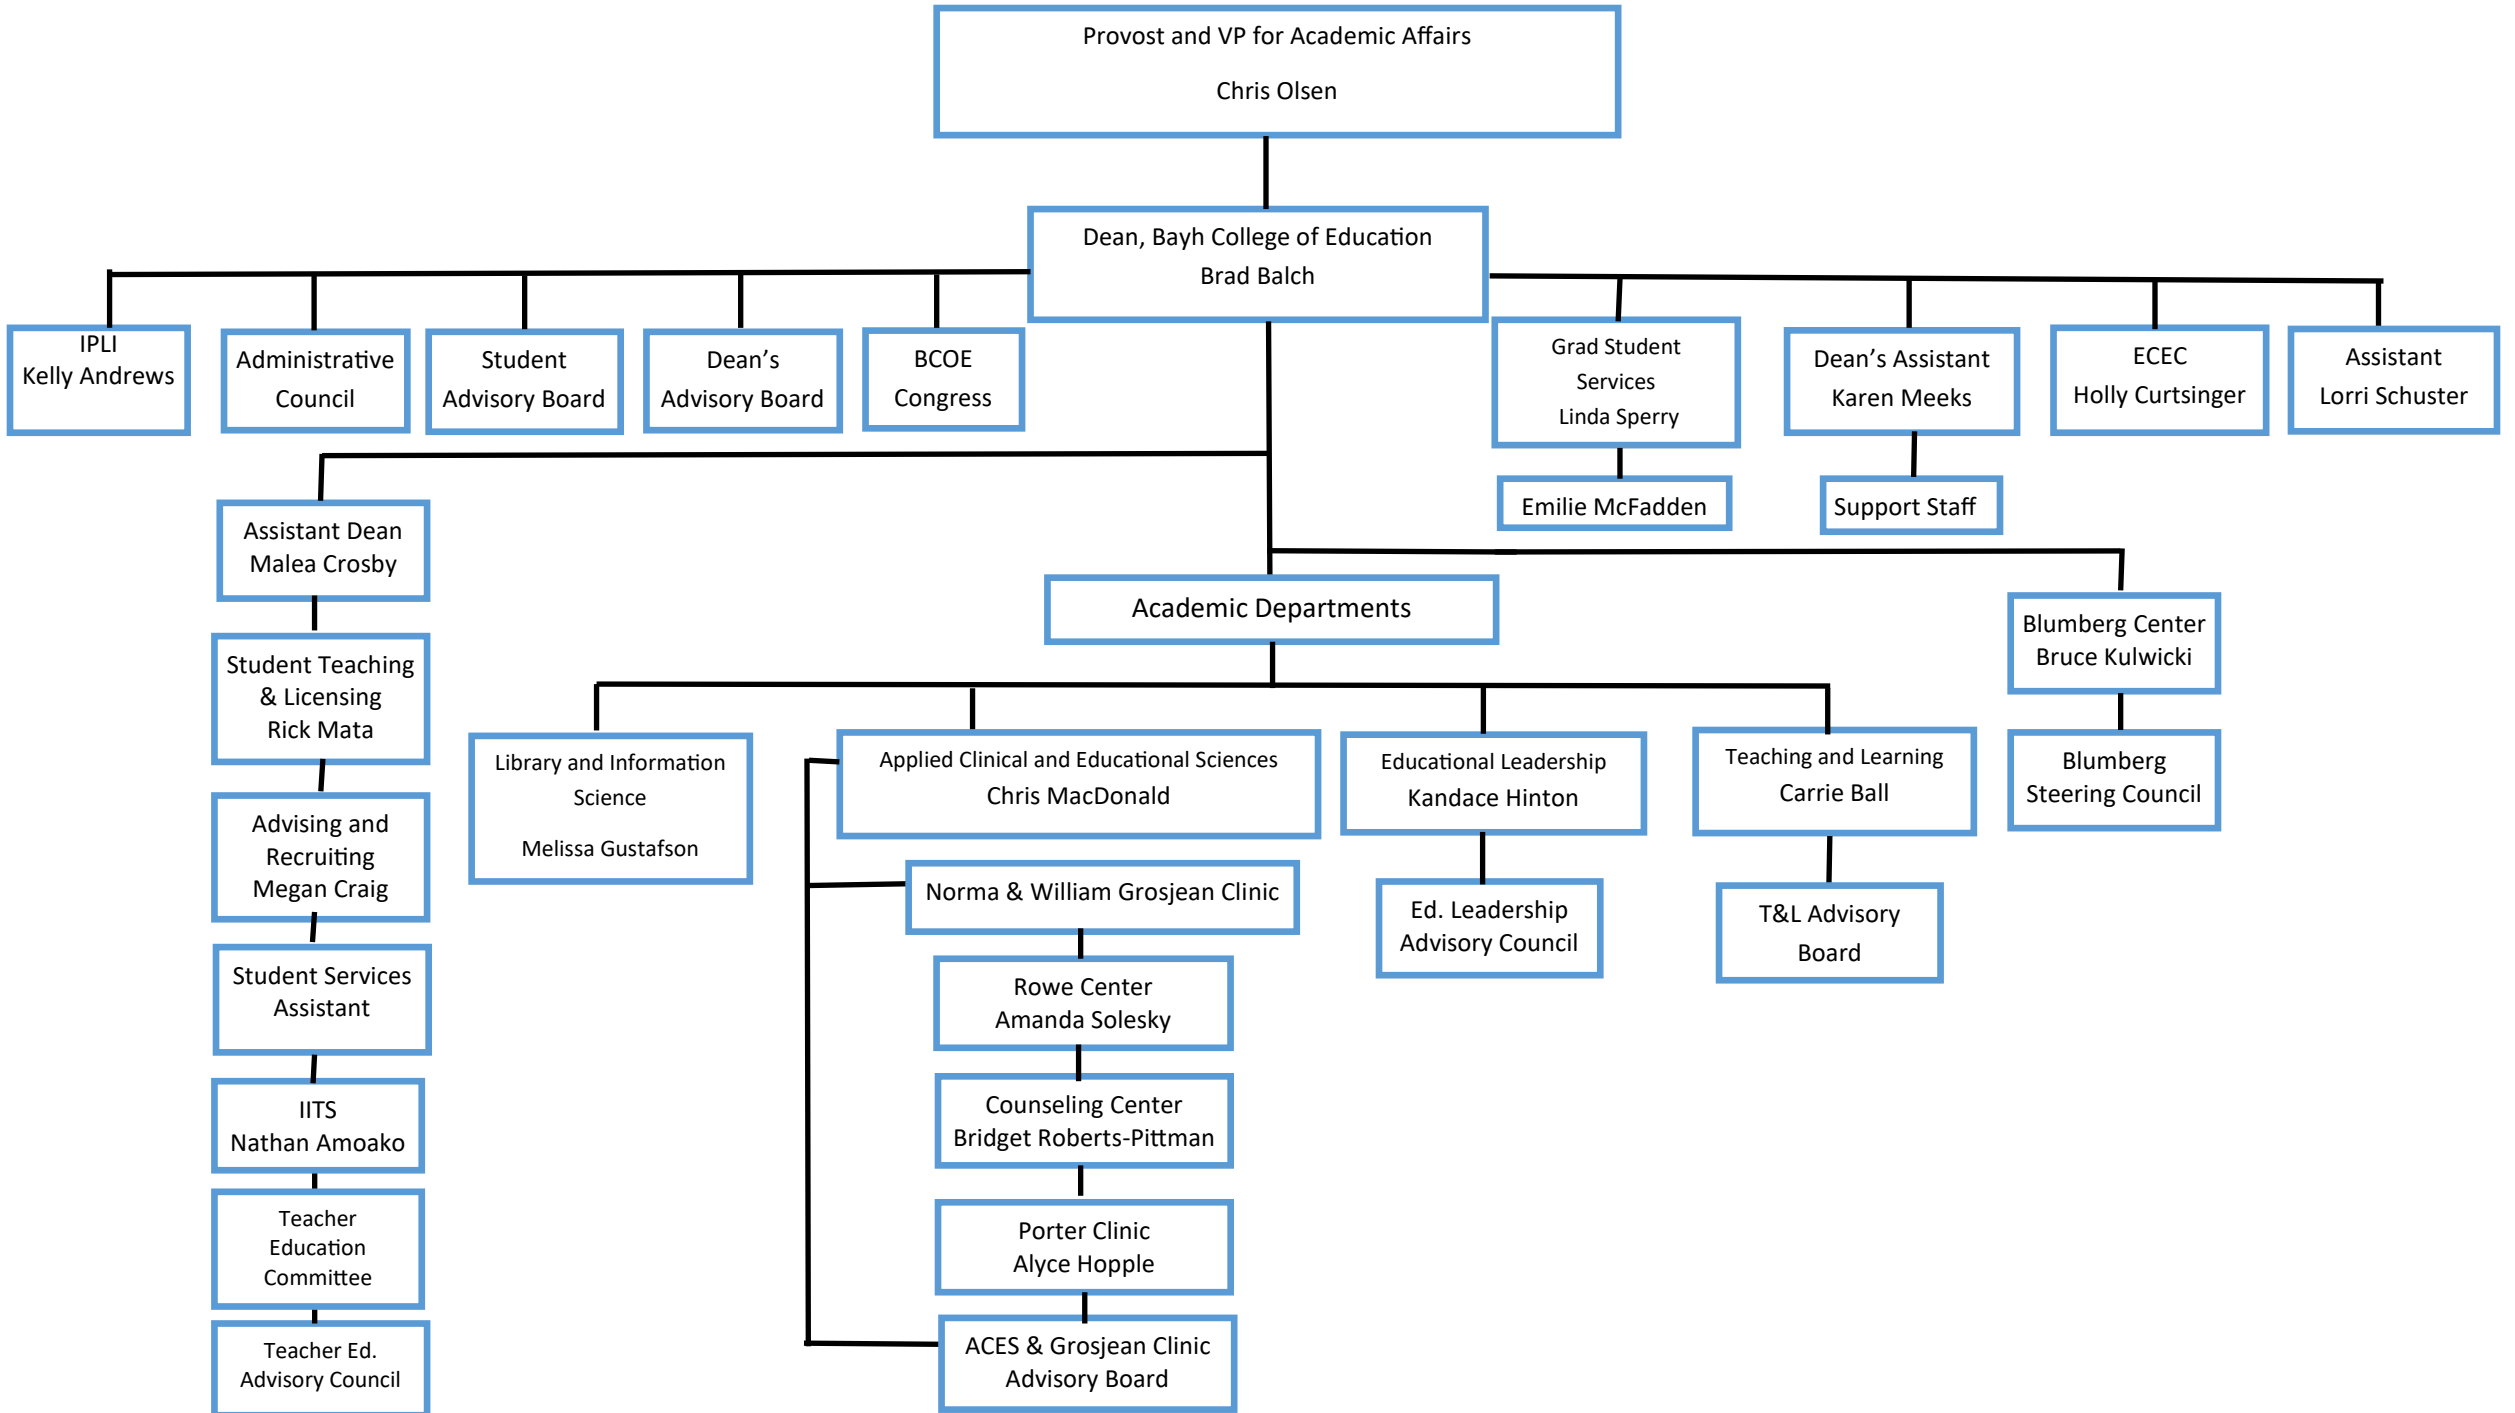 Provost and VP for Academic Affairs
Chris Olsen
Dean, Bayh College of Education
Brad Balch
IPLI
Kelly Andrews
Administrative
Council
Student
Advisory Board
Dean’s
Advisory Board
BCOE
Congress
Grad Student
Services
Linda Sperry
Dean’s Assistant
Karen Meeks
ECEC
Holly Curtsinger
Assistant
Lorri Schuster
Emilie McFadden
Support Staff
Assistant Dean
Malea Crosby
Student Teaching
& Licensing
Rick Mata
Advising and
Recruiting
Megan Craig
Student Services
Assistant
IITS
Nathan Amoako
Teacher
Education
Committee
Teacher Ed.
Advisory Council
Academic Departments
Library and Information
Science
Melissa Gustafson
Applied Clinical and Educational Sciences
Chris MacDonald
Norma & William Grosjean Clinic
Rowe Center
Amanda Solesky
Counseling Center
Bridget Roberts-Pittman
Porter Clinic
Alyce Hopple
ACES & Grosjean Clinic
Advisory Board
Educational Leadership
Kandace Hinton
Ed. Leadership
Advisory Council
Teaching and Learning
Carrie Ball
T&L Advisory
Board
Blumberg Center
Bruce Kulwicki
Blumberg
Steering Council